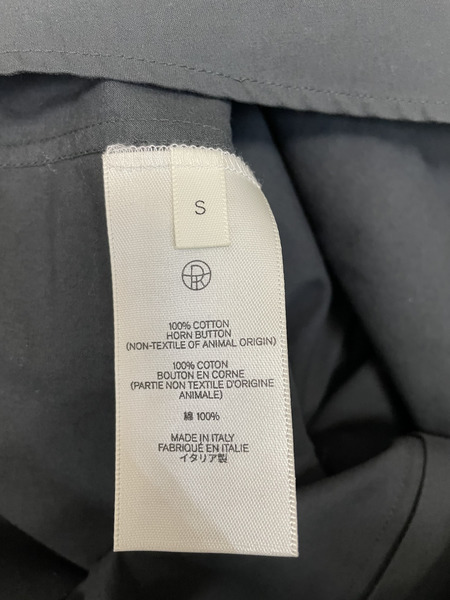 S
100% COTTON
HORN BUTTON
(NON-TEXTILE OF ANIMAL ORIGIN)
100% COTON
BOUTON EN CORNE
(PARTIE NON TEXTILE D'ORIGINE
ANIMALE)
綿 100%
MADE IN ITALY
FABRIQUÉ EN ITALIE
イタリア製